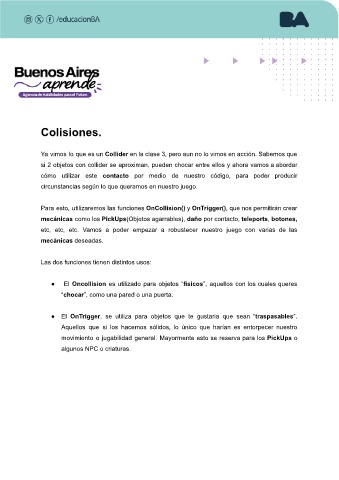 /educacionBA
BA
Buenos Aires
aprende
Agencia de Habilidades para el Futuro
Colisiones.
Ya vimos lo que es un Collider en la clase 3, pero aun no lo vimos en acción. Sabemos que
si 2 objetos con collider se aproximan, pueden chocar entre ellos y ahora vamos a abordar
cómo utilizar este contacto por medio de nuestro código, para poder producir
circunstancias según lo que queramos en nuestro juego.
Para esto, utilizaremos las funciones OnCollision() y OnTrigger(), que nos permitirán crear
mecánicas como los PickUps(Objetos agarrables), daño por contacto, teleports, botones,
etc, etc, etc. Vamos a poder empezar a robustecer nuestro juego con varias de las
mecánicas deseadas.
Las dos funciones tienen distintos usos:
● El Oncollision es utilizado para objetos “físicos”, aquellos con los cuales queres
“chocar”, como una pared o una puerta.
● El OnTrigger, se utiliza para objetos que te gustaria que sean “traspasables”.
Aquellos que si los hacemos sólidos, lo único que harían es entorpecer nuestro
movimiento o jugabilidad general. Mayormente esto se reserva para los PickUps o
algunos NPC o criaturas.